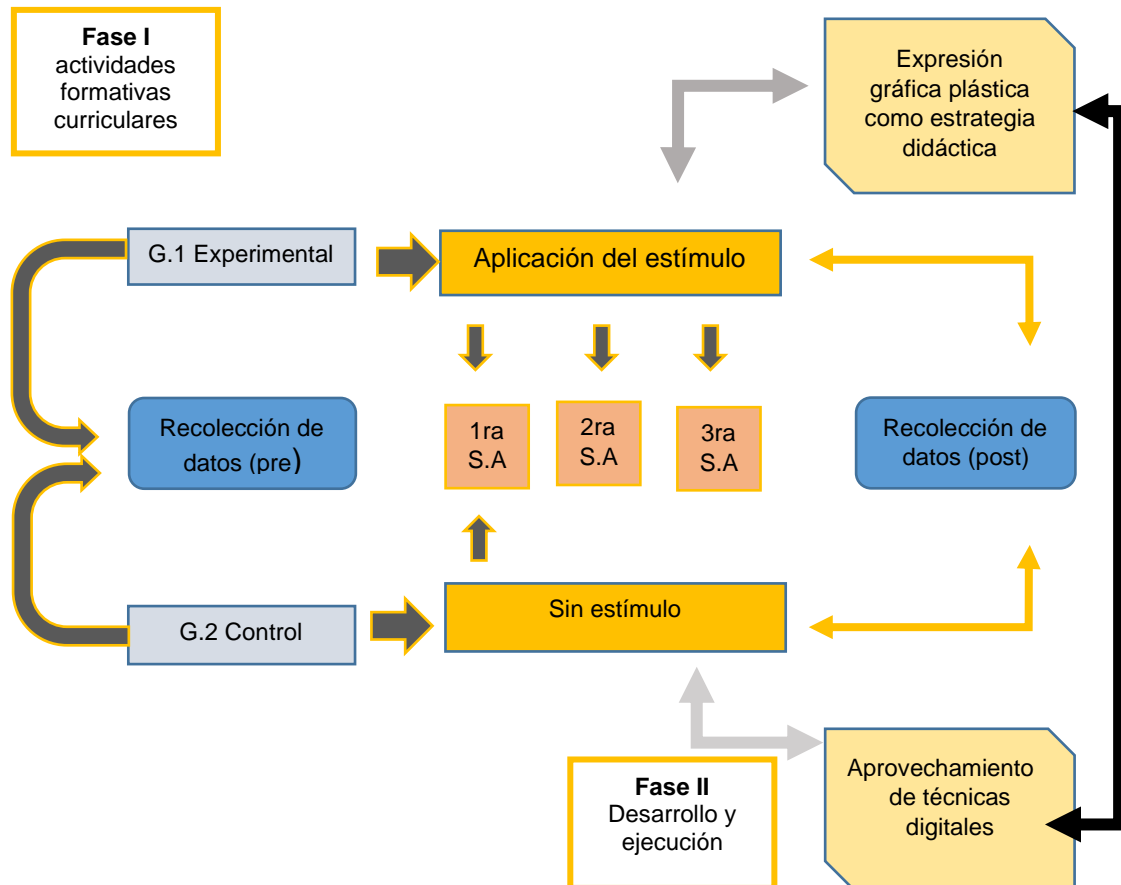 Fase I
actividades
formativas
curriculares
Expresión
gráfica plástica
como estrategia
didáctica
G.1 Experimental
Aplicación del estímulo
Recolección de
datos (pre)
1ra
S.A
2ra
S.A
3ra
S.A
Recolección de
datos (post)
G.2 Control
Sin estímulo
Fase II
Desarrollo y
ejecución
Aprovechamiento
de técnicas
digitales